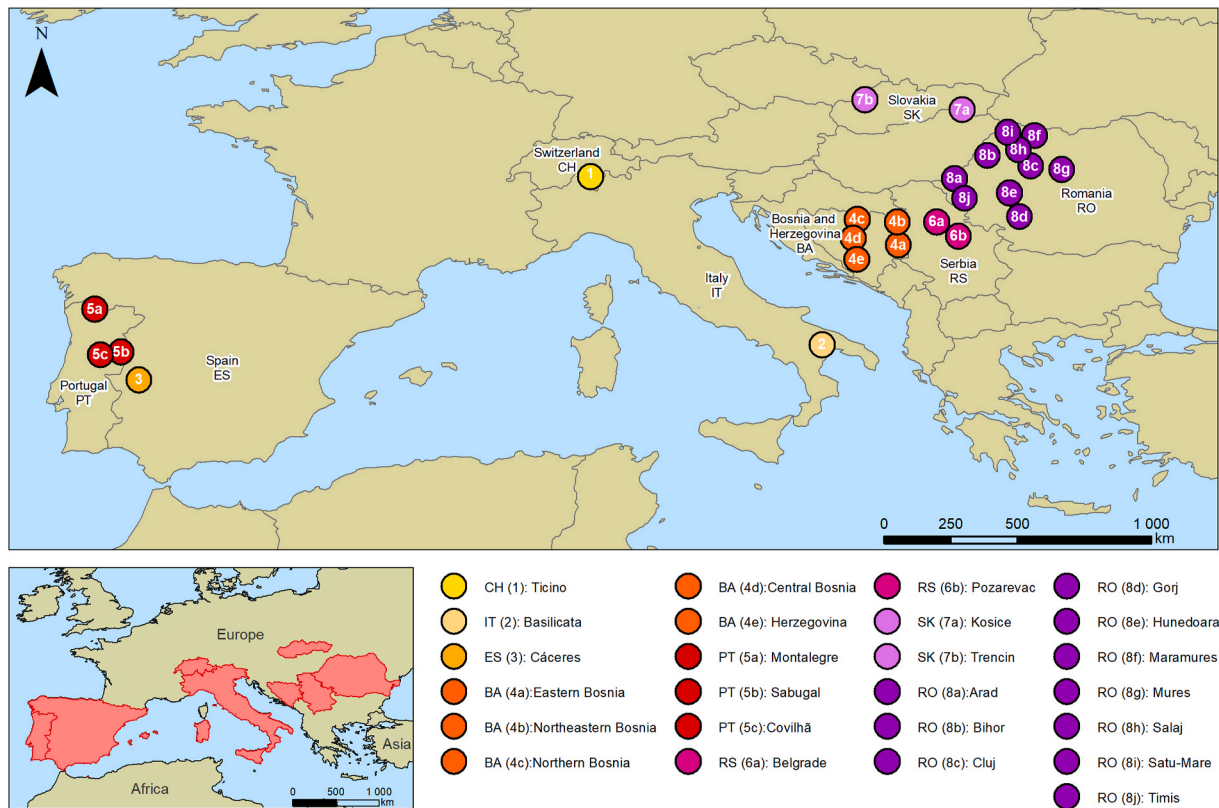 N
7b
Slovakia
SK
7a
8i
8f
8h
8b
8c
8g
Switzerland
CH
1
8a
8e
Romania
RO
8j
8d
Bosnia and
Herzegovina
BA
4c
4b
4d
4a
4e
6a
6b
Serbia
RS
Italy
IT
5a
5c
5b
Spain
ES
Portugal
PT
3
2
0 250 500 1 000
km
Europe
Asia
Africa
0 500 1 000
km
CH (1): Ticino
IT (2): Basilicata
ES (3): Cáceres
BA (4a):Eastern Bosnia
BA (4b):Northeastern Bosnia
BA (4c):Northern Bosnia
BA (4d):Central Bosnia
BA (4e): Herzegovina
PT (5a): Montalegre
PT (5b): Sabugal
PT (5c):Covilhã
RS (6a): Belgrade
RS (6b): Pozarevac
SK (7a): Kosice
SK (7b): Trencin
RO (8a):Arad
RO (8b): Bihor
RO (8c): Cluj
RO (8d): Gorj
RO (8e): Hunedoara
RO (8f): Maramures
RO (8g): Mures
RO (8h): Salaj
RO (8i): Satu-Mare
RO (8j): Timis